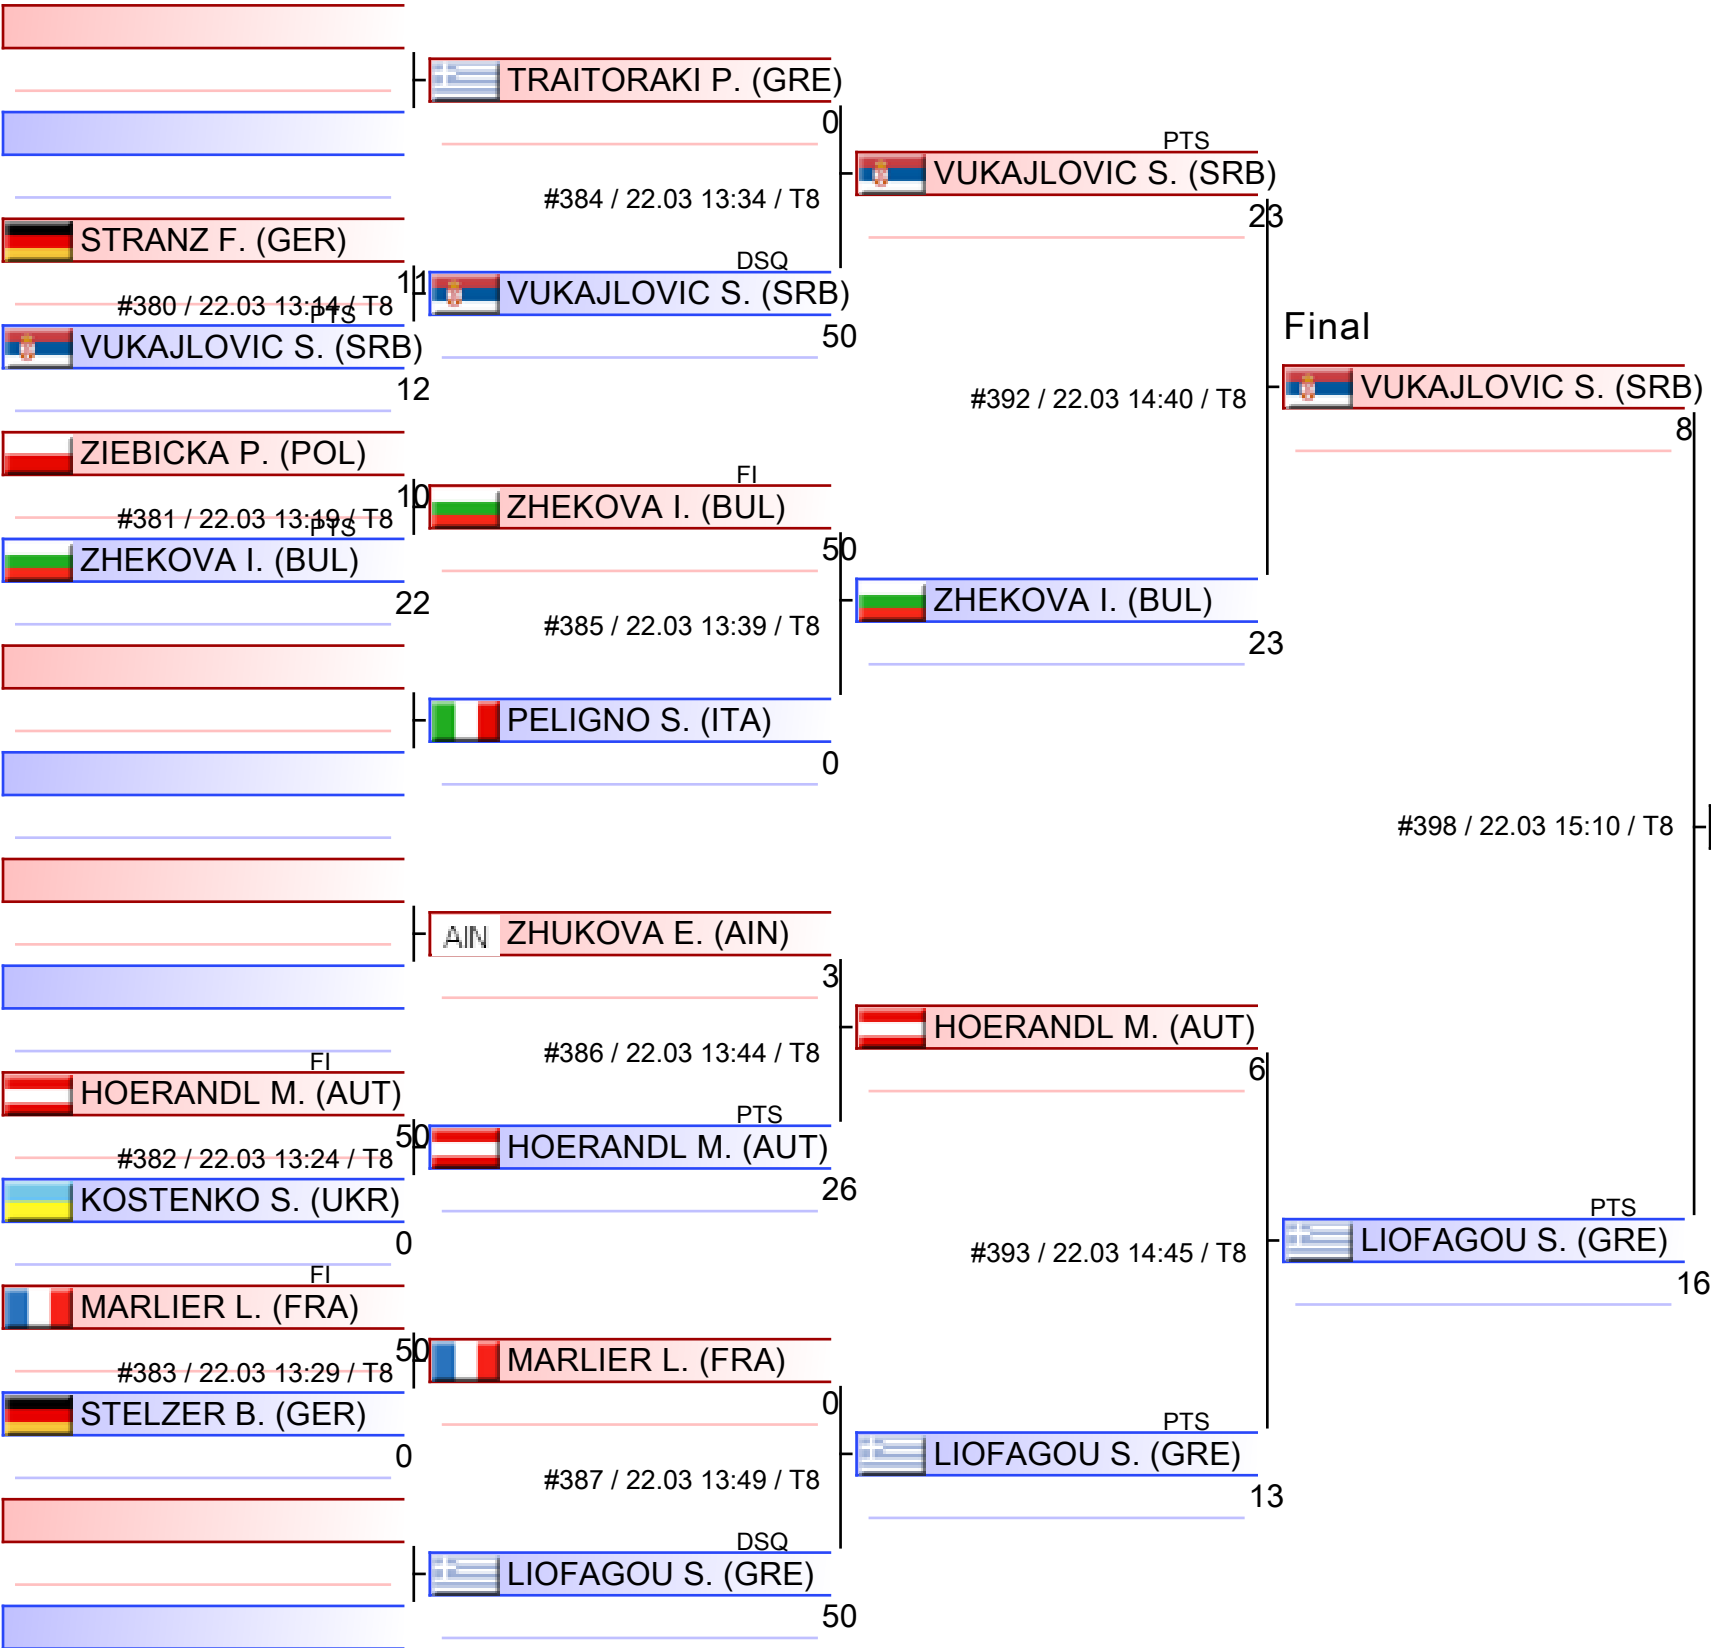 TRAITORAKI P. (GRE)
0
#384 / 22.03 13:34 / T8
DSQ
VUKAJLOVIC S. (SRB)
50
STRANZ F. (GER)
11
#380 / 22.03 13:14 / T8
PTS
VUKAJLOVIC S. (SRB)
12
ZIEBICKA P. (POL)
10
#381 / 22.03 13:19 / T8
PTS
ZHEKOVA I. (BUL)
22
FI
ZHEKOVA I. (BUL)
50
#385 / 22.03 13:39 / T8
PELIGNO S. (ITA)
0
PTS
VUKAJLOVIC S. (SRB)
23
#392 / 22.03 14:40 / T8
ZHEKOVA I. (BUL)
23
Final
VUKAJLOVIC S. (SRB)
8
#398 / 22.03 15:10 / T8
AIN
ZHUKOVA E. (AIN)
3
#386 / 22.03 13:44 / T8
PTS
HOERANDL M. (AUT)
26
FI
HOERANDL M. (AUT)
50
#382 / 22.03 13:24 / T8
KOSTENKO S. (UKR)
0
FI
MARLIER L. (FRA)
50
#383 / 22.03 13:29 / T8
STELZER B. (GER)
0
MARLIER L. (FRA)
0
#387 / 22.03 13:49 / T8
DSQ
LIOFAGOU S. (GRE)
50
HOERANDL M. (AUT)
6
#393 / 22.03 14:45 / T8
PTS
LIOFAGOU S. (GRE)
13
PTS
LIOFAGOU S. (GRE)
16